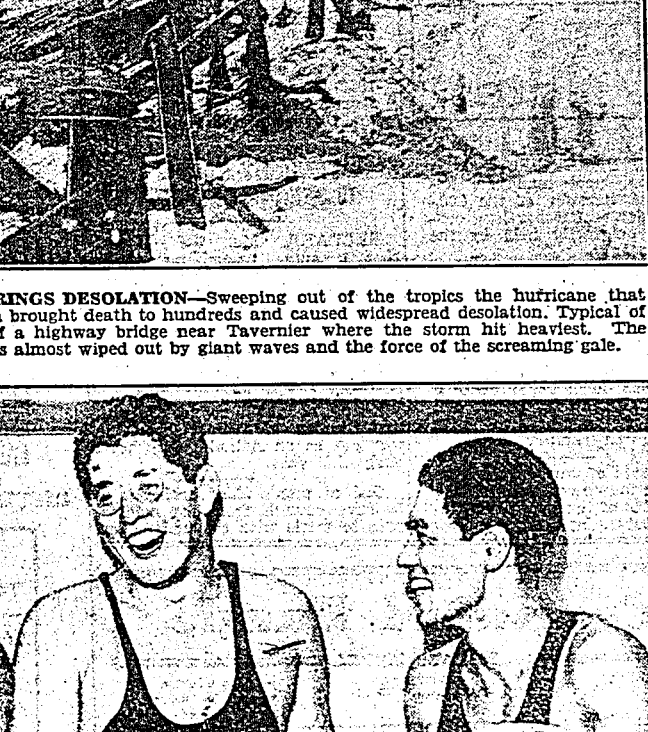 RINGS DESOLATION—Sweeping out of the tropics the hurricane that
brought death to hundreds and caused widespread desolation. Typical of
f a highway bridge near Tavernier where the storm hit heaviest. The
s almost wiped out by giant waves and the force of the screaming gale.